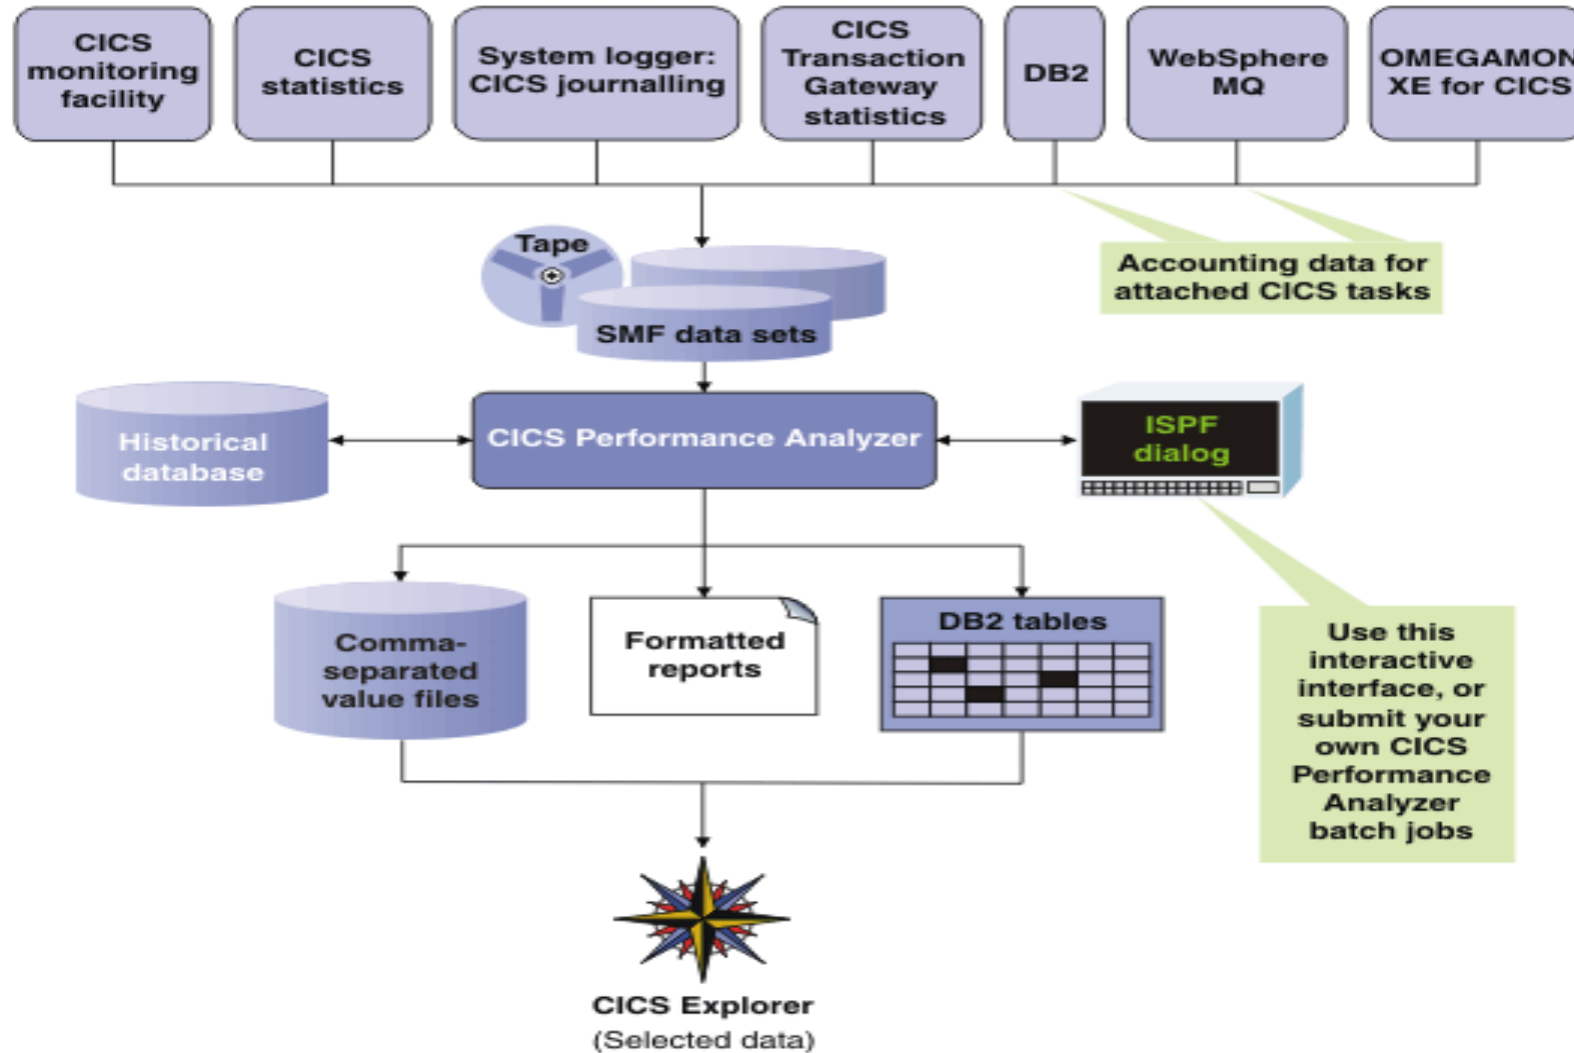 CICS
monitoring
facility
CICS
statistics
System logger:
CICS journalling
CICS
Transaction
Gateway
statistics
DB2
WebSphere
MQ
OMEGAMON
XE for CICS
Tape
SMF data sets
Accounting data for
attached CICS tasks
Historical
database
CICS Performance Analyzer
ISPF
dialog
Comma-
separated
value files
Formatted
reports
DB2 tables
Use this
interactive
interface, or
submit your
own CICS
Performance
Analyzer
batch jobs
CICS Explorer
(Selected data)